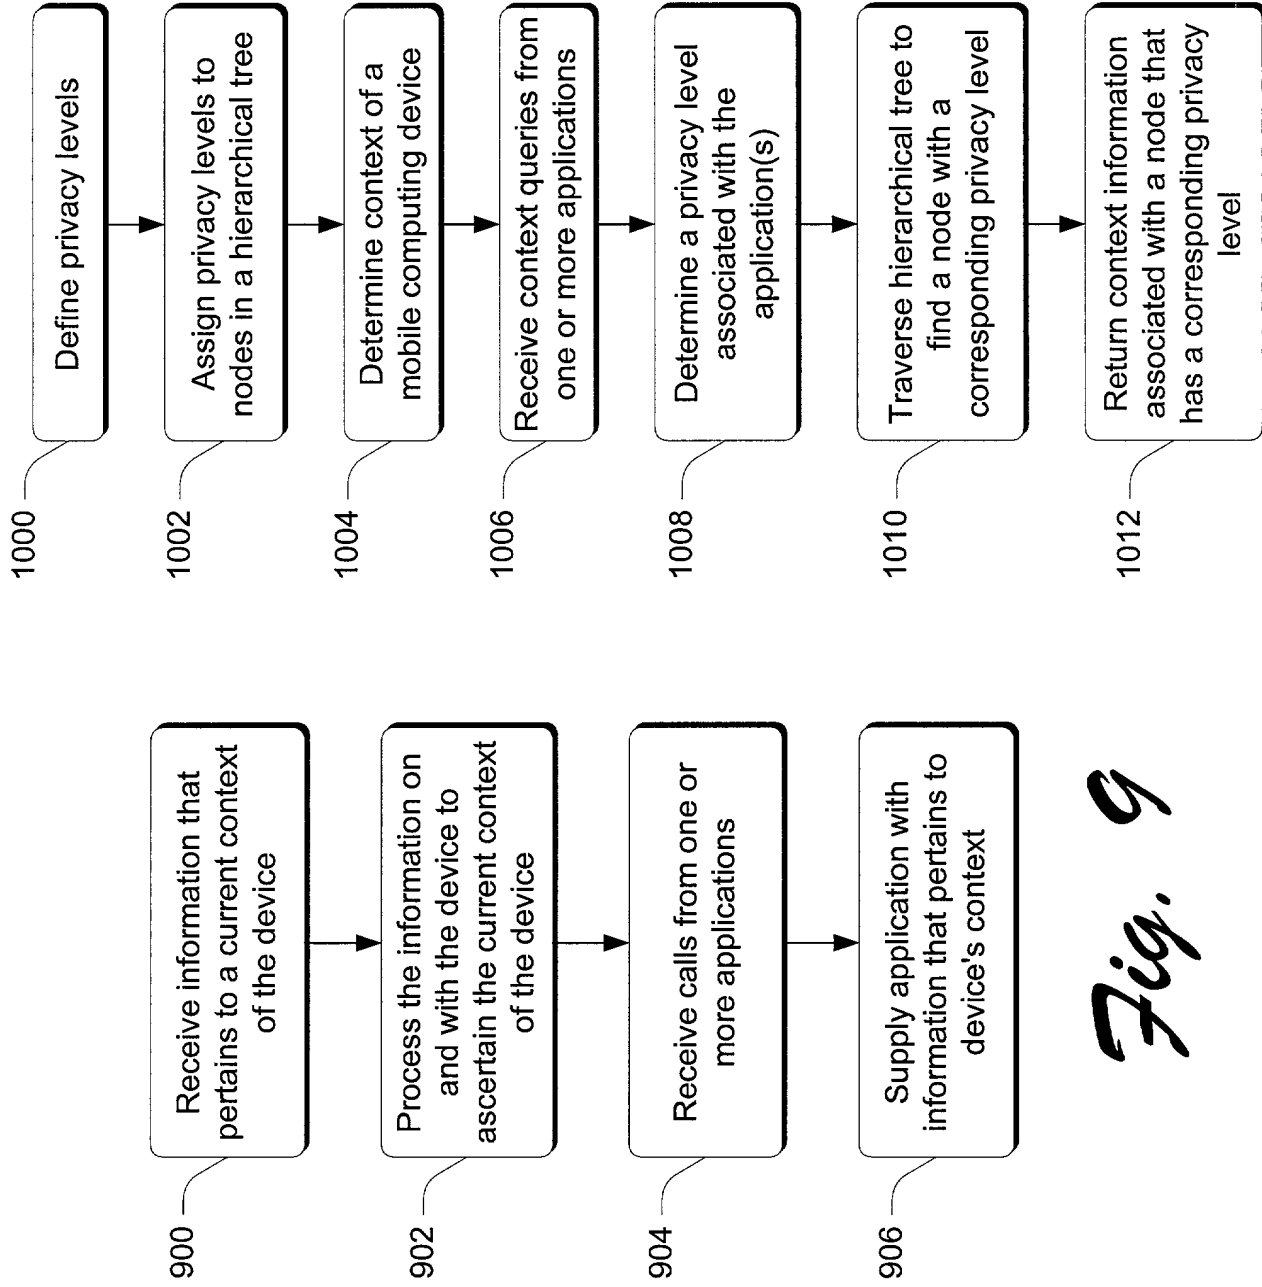 900
Receive information that
pertains to a current context
of the device
902
Process the information on
and with the device to
ascertain the current context
of the device
904
Receive calls from one or
more applications
906
Supply application with
information that pertains to
device's context
Fig. 9
1000
Define privacy levels
1002
Assign privacy levels to
nodes in a hierarchical tree
1004
Determine context of a
mobile computing device
1006
Receive context queries from
one or more applications
1008
Determine a privacy level
associated with the
application(s)
1010
Traverse hierarchical tree to
find a node with a
corresponding privacy level
1012
Return context information
associated with a node that
has a corresponding privacy
level